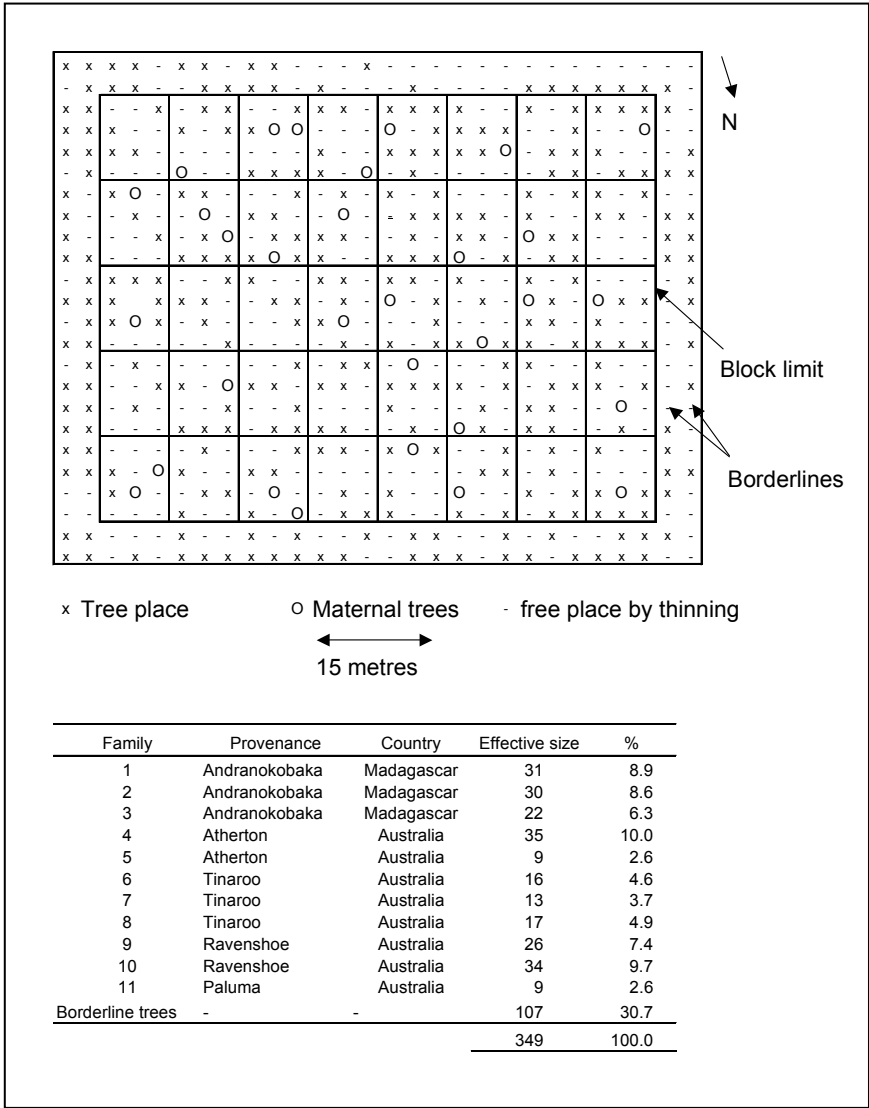 N
Block limit
Borderlines
x Tree place O Maternal trees - free place by thinning
15 metres
Family Provenance Country Effective size %
1 Andranokobaka Madagascar 31 8.9
2 Andranokobaka Madagascar 30 8.6
3 Andranokobaka Madagascar 22 6.3
4 Atherton Australia 35 10.0
5 Atherton Australia 9 2.6
6 Tinaroo Australia 16 4.6
7 Tinaroo Australia 13 3.7
8 Tinaroo Australia 17 4.9
9 Ravenshoe Australia 26 7.4
10 Ravenshoe Australia 34 9.7
11 Paluma Australia 9 2.6
Borderline trees - - 107 30.7
349 100.0